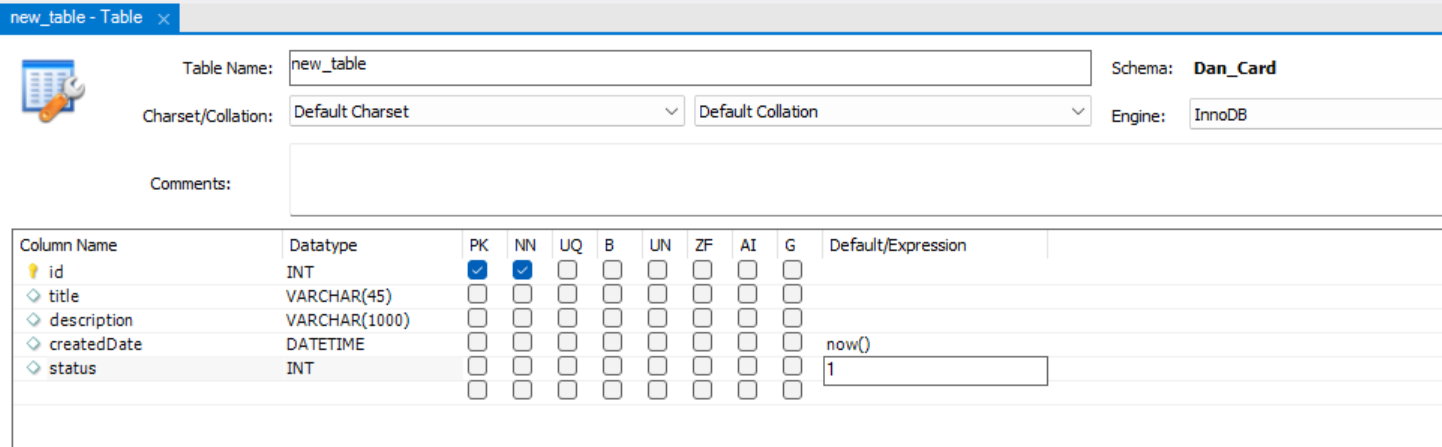 new_table - Table ×
Table Name: new_table Schema: Dan_Card
Charset/Collation: Default Charset Default Collation Engine: InnoDB
Comments:
Column Name Datatype PK NN UQ B UN ZF AI G Default/Expression
id INT
title VARCHAR(45)
description VARCHAR(1000)
createdDate DATETIME now()
status INT 1